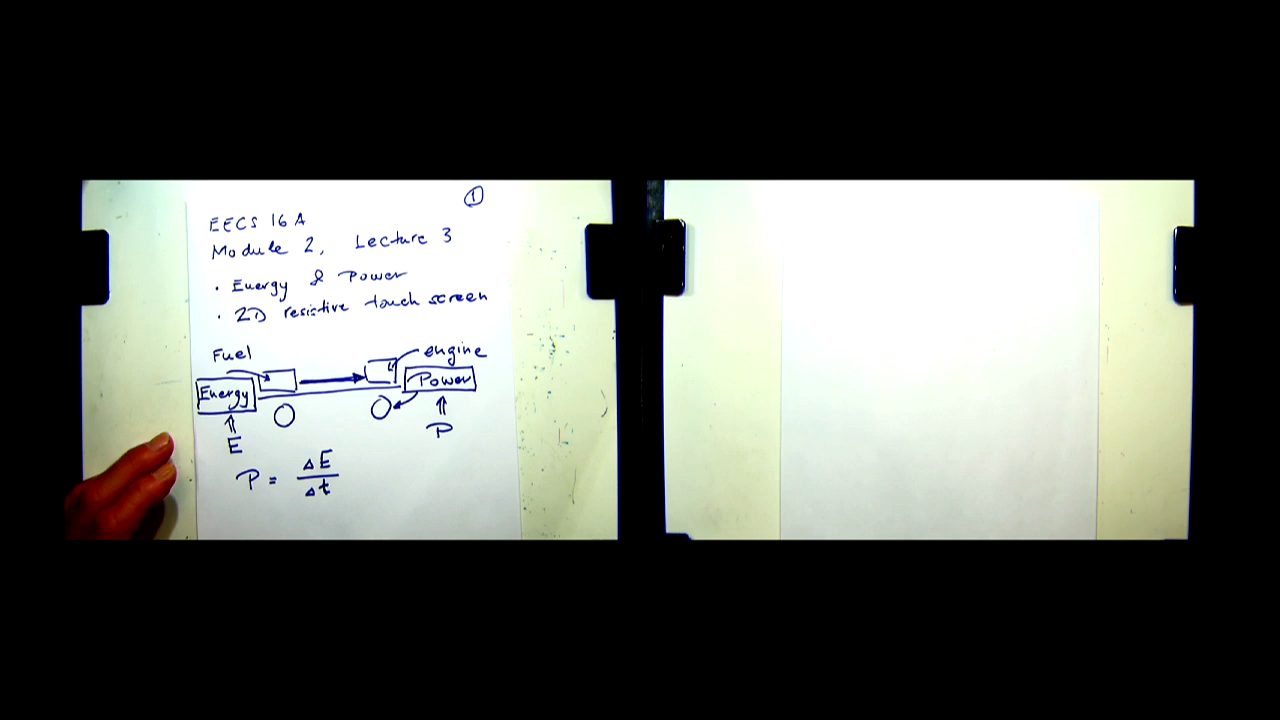 ①
EECS 16A
Module 2, Lecture 3
· Energy & Power
· 2D resistive touch screen
Fuel
engine
Energy
Power
E
P
P = ΔE/Δt